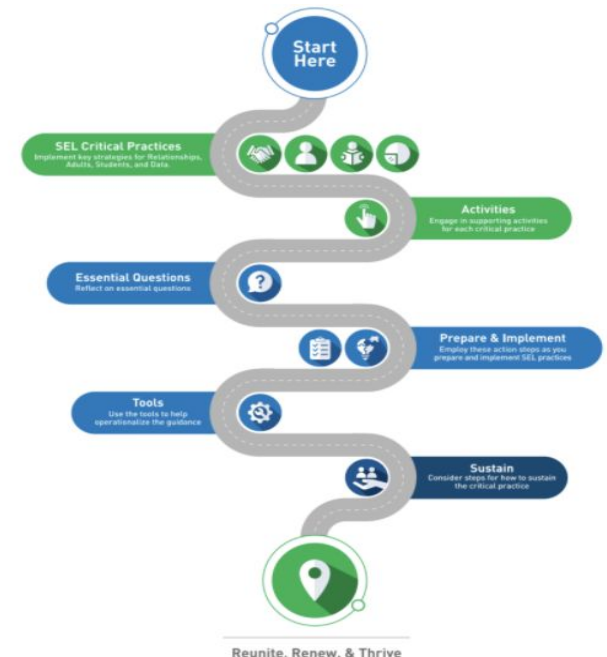 Start
Here
SEL Critical Practices
Implement key strategies for Relationships,
Adults, Students, and Data.
Activities
Engage in supporting activities
for each critical practice
Essential Questions
Reflect on essential questions
?
Prepare & Implement
Employ these action steps as you
prepare and implement SEL practices
Tools
Use the tools to help
operationalize the guidance
Sustain
Consider steps for how to sustain
the critical practice
Reunite, Renew, & Thrive